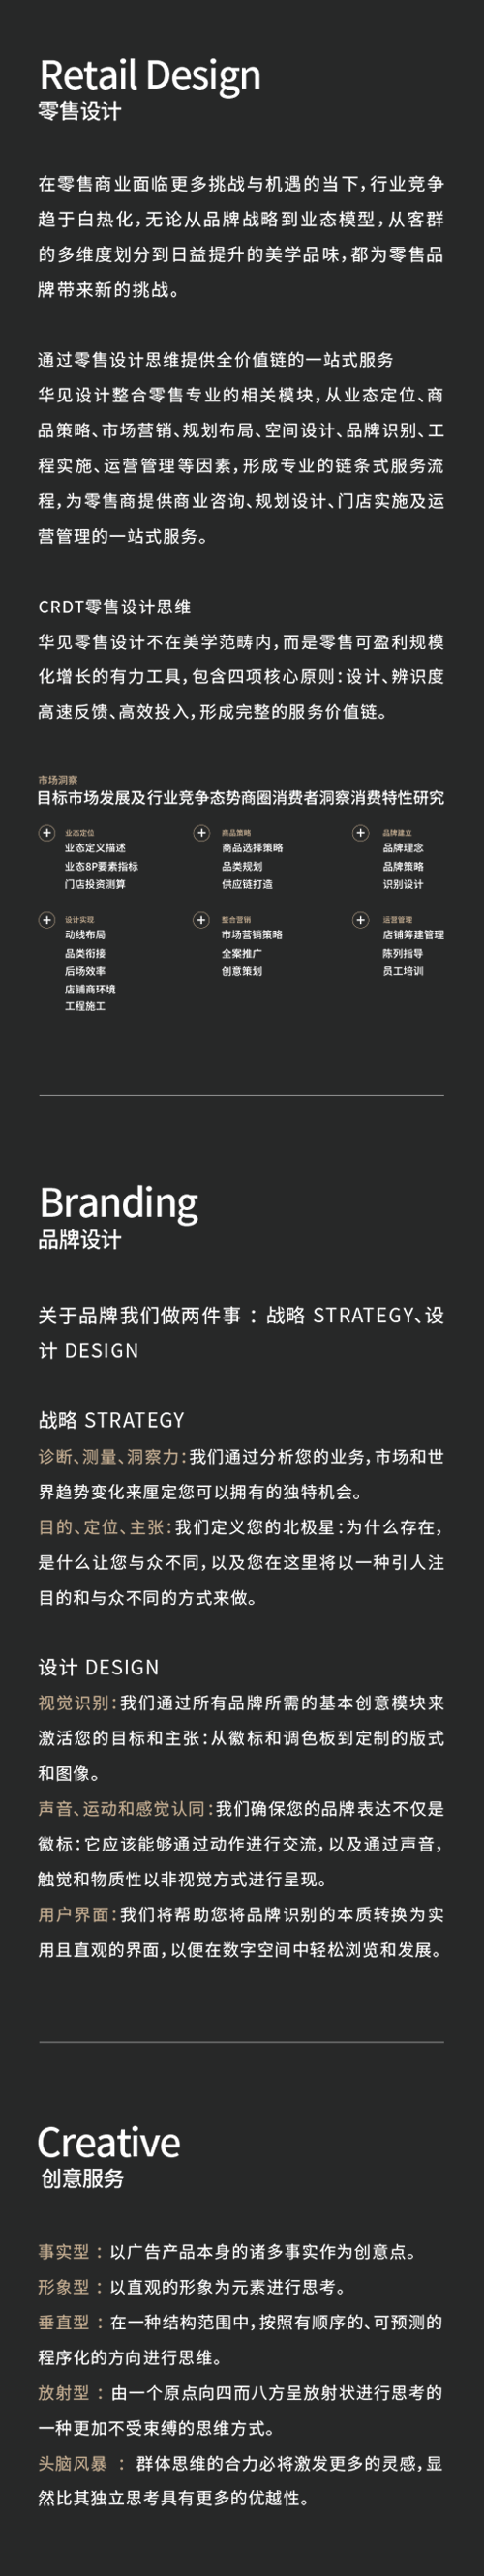 Retail Design
零售设计
在零售商业面临更多挑战与机遇的当下，行业竞争
趋于白热化，无论从品牌战略到业态模型，从客群
的多维度划分到日益提升的美学品味，都为零售品
牌带来新的挑战。
通过零售设计思维提供全价值链的一站式服务
华见设计整合零售专业的相关模块，从业态定位、商
品策略、市场营销、规划布局、空间设计、品牌识别、工
程实施、运营管理等因素，形成专业的链条式服务流
程，为零售商提供商业咨询、规划设计、门店实施及运
营管理的一站式服务。
CRDT零售设计思维
华见零售设计不在美学范畴内，而是零售可盈利规模
化增长的有力工具，包含四项核心原则：设计、辨识度
高速反馈、高效投入，形成完整的服务价值链。
市场洞察
目标市场发展及行业竞争态势商圈消费者洞察消费特性研究
业态定位
业态定义描述
业态8P要素指标
门店投资测算
商品策略
商品选择策略
品类规划
供应链打造
品牌建立
品牌理念
品牌策略
识别设计
设计实现
动线布局
品类衔接
后场效率
店铺商环境
工程施工
整合营销
市场营销策略
全案推广
创意策划
运营管理
店铺筹建管理
陈列指导
员工培训
Branding
品牌设计
关于品牌我们做两件事 ：战略 STRATEGY、设
计 DESIGN
战略 STRATEGY
诊断、测量、洞察力：我们通过分析您的业务，市场和世
界趋势变化来厘定您可以拥有的独特机会。
目的、定位、主张：我们定义您的北极星：为什么存在，
是什么让您与众不同，以及您在这里将以一种引人注
目的和与众不同的方式来做。
设计 DESIGN
视觉识别：我们通过所有品牌所需的基本创意模块来
激活您的目标和主张：从徽标和调色板到定制的版式
和图像。
声音、运动和感觉认同：我们确保您的品牌表达不仅是
徽标：它应该能够通过动作进行交流，以及通过声音，
触觉和物质性以非视觉方式进行呈现。
用户界面：我们将帮助您将品牌识别的本质转换为实
用且直观的界面，以便在数字空间中轻松浏览和发展。
Creative
创意服务
事实型 ：以广告产品本身的诸多事实作为创意点。
形象型 ：以直观的形象为元素进行思考。
垂直型 ：在一种结构范围中，按照有顺序的、可预测的
程序化的方向进行思维。
放射型 ：由一个原点向四而八方呈放射状进行思考的
一种更加不受束缚的思维方式。
头脑风暴 ：群体思维的合力必将激发更多的灵感，显
然比其独立思考具有更多的优越性。